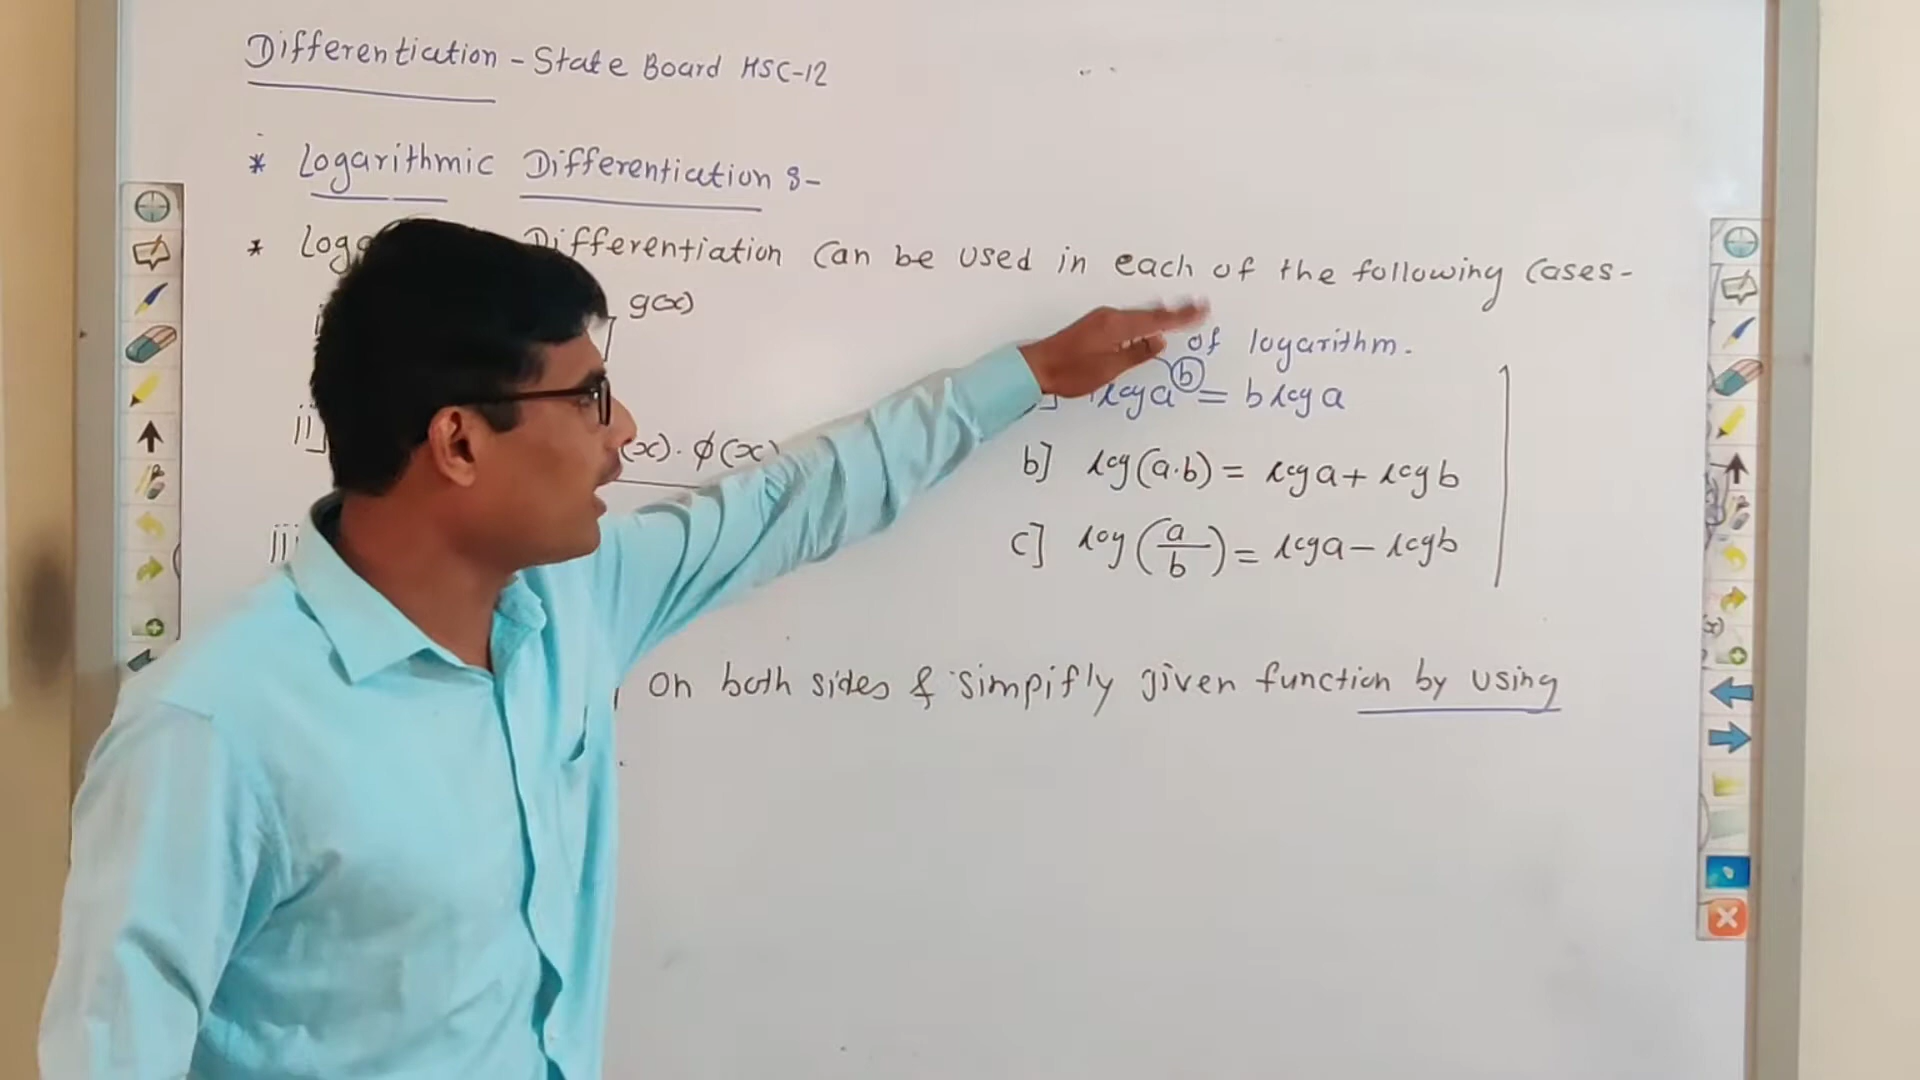 Differentiation - State Board HSC-12
* Logarithmic Differentiation :-
* Differentiation Can be used in each of the following Cases-
g(x)
of logarithm.
log a^b = b log a
ii]
(x). ϕ(x)
b] log(a·b) = log a + log b
c] log(a/b) = log a - log b
On both sides & simpifly given function by using